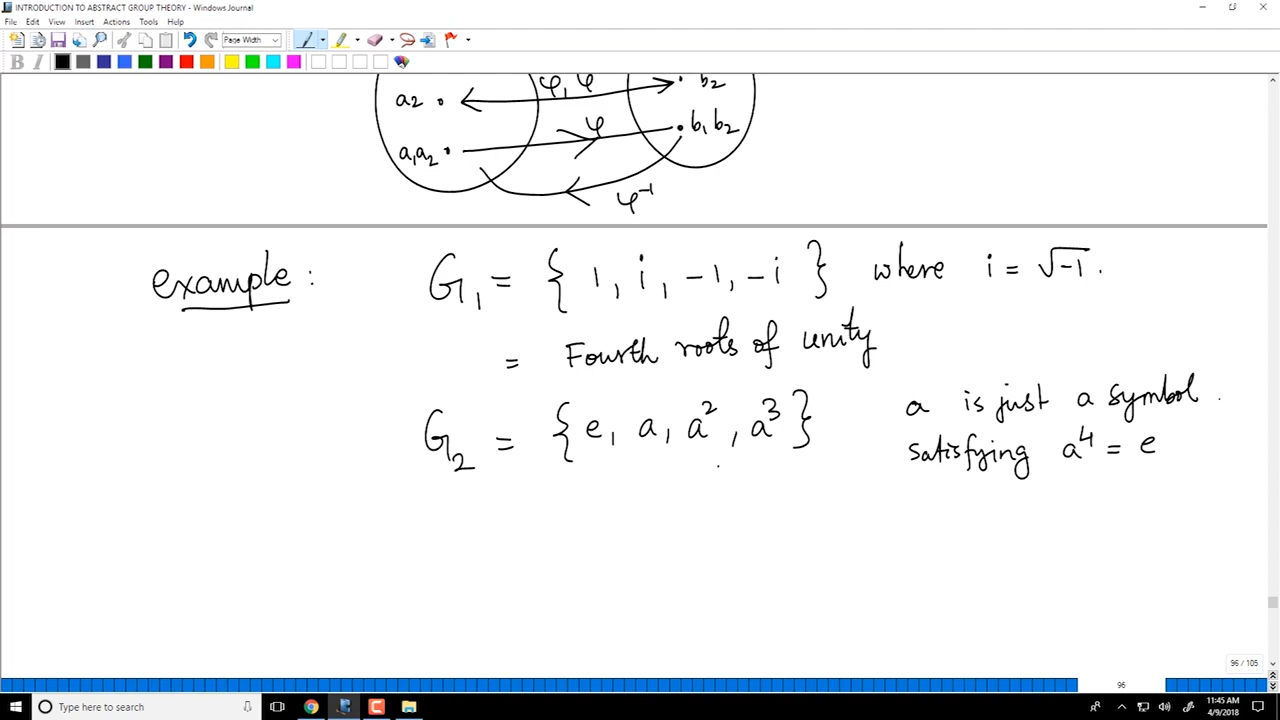 INTRODUCTION TO ABSTRACT GROUP THEORY - Windows Journal
File Edit View Insert Actions Tools Help
Page Width
B I
a2 φ, φ b2
a1a2 φ b1b2
φ⁻¹
example : G₁ = { 1, i, -1, -i } where i = √-1.
= Fourth roots of unity
G₂ = { e, a, a², a³ } a is just a symbol.
satisfying a⁴ = e
96 / 105
96
Type here to search
11:45 AM
4/9/2018